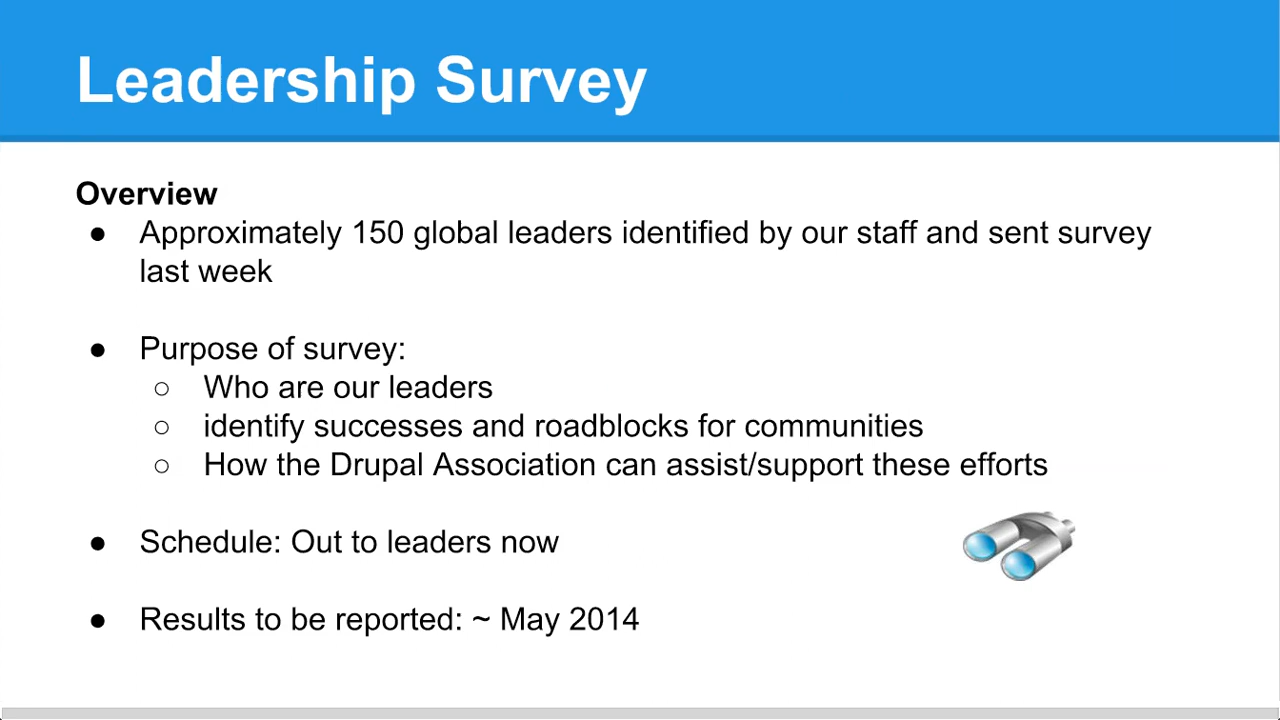 Leadership Survey
Overview
● Approximately 150 global leaders identified by our staff and sent survey
last week
● Purpose of survey:
○ Who are our leaders
○ identify successes and roadblocks for communities
○ How the Drupal Association can assist/support these efforts
● Schedule: Out to leaders now
● Results to be reported: ~ May 2014